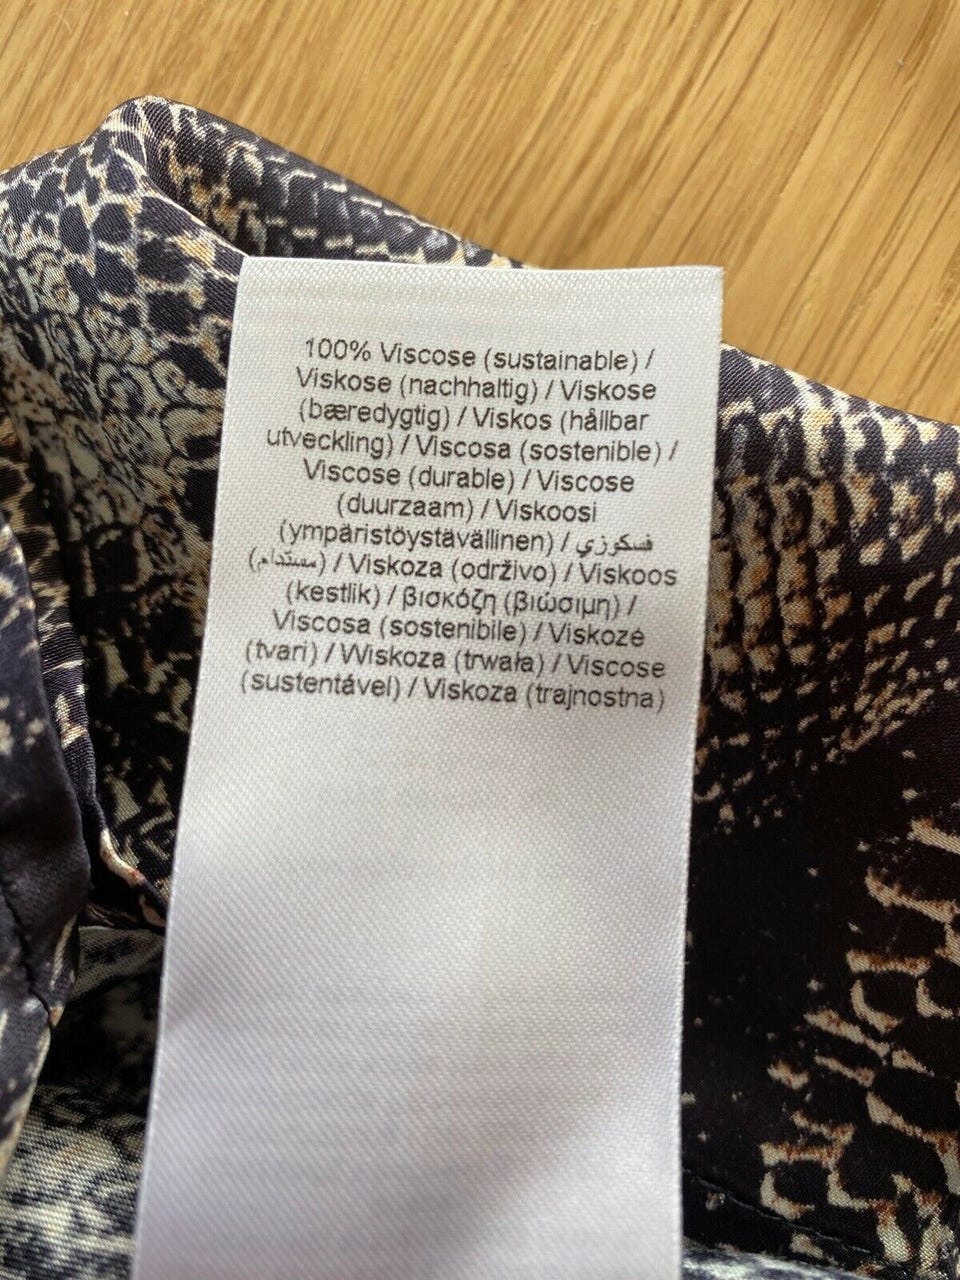 100% Viscose (sustainable) /
Viskose (nachhaltig) / Viskose
(bæredygtig) / Viskos (hållbar
utveckling) / Viscosa (sostenible) /
Viscose (durable) / Viscose
(duurzaam) / Viskoosi
(ympäristöystävällinen) / فسكوزي
(مستدام) / Viskoza (održivo) / Viskoos
(kestlik) / βισκόζη (βιώσιμη) /
Viscosa (sostenibile) / Viskozė
(tvari) / Wiskoza (trwała) / Viscose
(sustentável) / Viskoza (trajnostna)